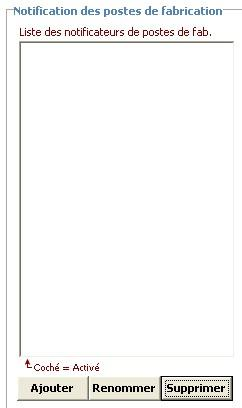 Notification des postes de fabrication
Liste des notificateurs de postes de fab.
Coché = Activé
Ajouter
Renommer
Supprimer